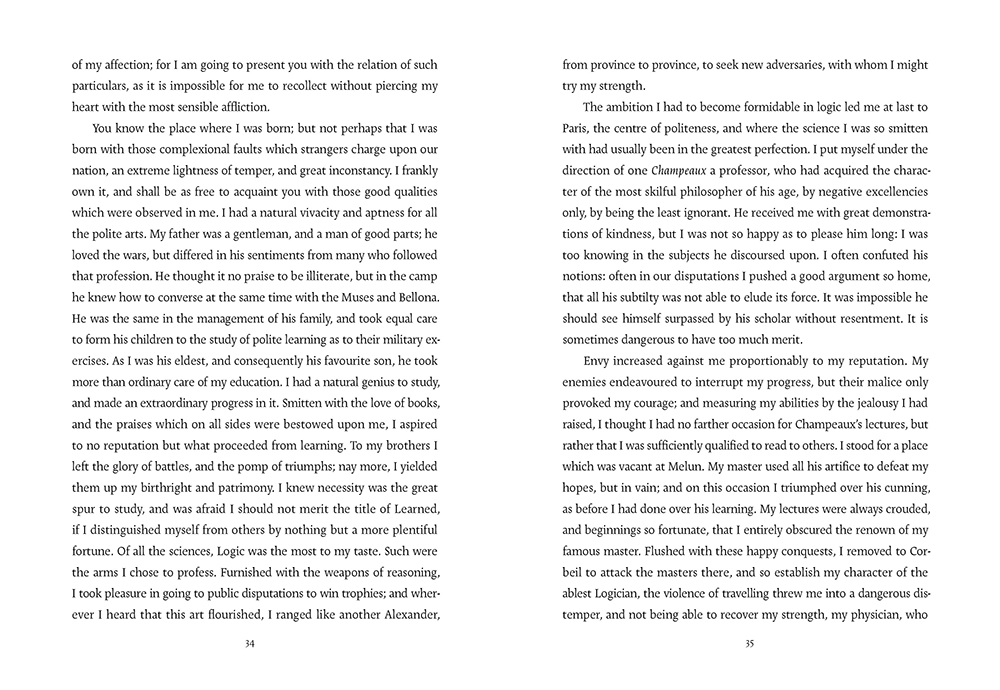 of my affection; for I am going to present you with the relation of such
particulars, as it is impossible for me to recollect without piercing my
heart with the most sensible affliction.
You know the place where I was born; but not perhaps that I was
born with those complexional faults which strangers charge upon our
nation, an extreme lightness of temper, and great inconstancy. I frankly
own it, and shall be as free to acquaint you with those good qualities
which were observed in me. I had a natural vivacity and aptness for all
the polite arts. My father was a gentleman, and a man of good parts; he
loved the wars, but differed in his sentiments from many who followed
that profession. He thought it no praise to be illiterate, but in the camp
he knew how to converse at the same time with the Muses and Bellona.
He was the same in the management of his family, and took equal care
to form his children to the study of polite learning as to their military ex-
ercises. As I was his eldest, and consequently his favourite son, he took
more than ordinary care of my education. I had a natural genius to study,
and made an extraordinary progress in it. Smitten with the love of books,
and the praises which on all sides were bestowed upon me, I aspired
to no reputation but what proceeded from learning. To my brothers I
left the glory of battles, and the pomp of triumphs; nay more, I yielded
them up my birthright and patrimony. I knew necessity was the great
spur to study, and was afraid I should not merit the title of Learned,
if I distinguished myself from others by nothing but a more plentiful
fortune. Of all the sciences, Logic was the most to my taste. Such were
the arms I chose to profess. Furnished with the weapons of reasoning,
I took pleasure in going to public disputations to win trophies; and wher-
ever I heard that this art flourished, I ranged like another Alexander,
34
from province to province, to seek new adversaries, with whom I might
try my strength.
The ambition I had to become formidable in logic led me at last to
Paris, the centre of politeness, and where the science I was so smitten
with had usually been in the greatest perfection. I put myself under the
direction of one Champeaux a professor, who had acquired the charac-
ter of the most skilful philosopher of his age, by negative excellencies
only, by being the least ignorant. He received me with great demonstra-
tions of kindness, but I was not so happy as to please him long: I was
too knowing in the subjects he discoursed upon. I often confuted his
notions: often in our disputations I pushed a good argument so home,
that all his subtilty was not able to elude its force. It was impossible he
should see himself surpassed by his scholar without resentment. It is
sometimes dangerous to have too much merit.
Envy increased against me proportionably to my reputation. My
enemies endeavoured to interrupt my progress, but their malice only
provoked my courage; and measuring my abilities by the jealousy I had
raised, I thought I had no farther occasion for Champeaux's lectures, but
rather that I was sufficiently qualified to read to others. I stood for a place
which was vacant at Melun. My master used all his artifice to defeat my
hopes, but in vain; and on this occasion I triumphed over his cunning,
as before I had done over his learning. My lectures were always crouded,
and beginnings so fortunate, that I entirely obscured the renown of my
famous master. Flushed with these happy conquests, I removed to Cor-
beil to attack the masters there, and so establish my character of the
ablest Logician, the violence of travelling threw me into a dangerous dis-
temper, and not being able to recover my strength, my physician, who
35